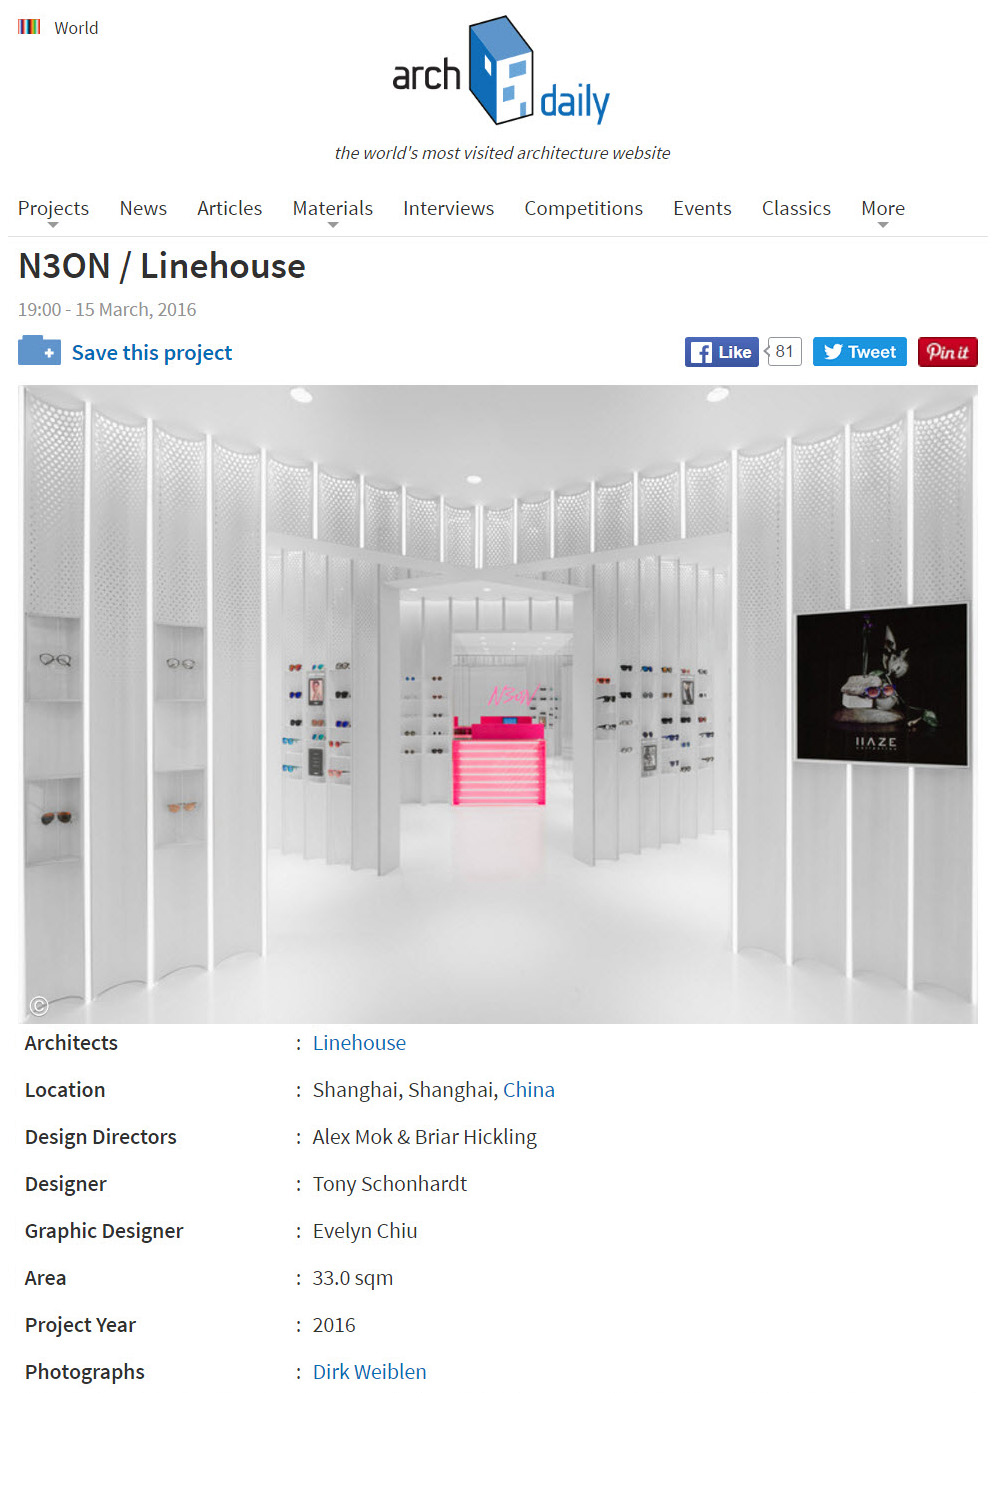 World
arch
daily
the world's most visited architecture website
Projects News Articles Materials Interviews Competitions Events Classics More
N3ON / Linehouse
19:00 - 15 March, 2016
Save this project
Like 81 Tweet Pin it
N3ON
HAZE
©
Architects : Linehouse
Location : Shanghai, Shanghai, China
Design Directors : Alex Mok & Briar Hickling
Designer : Tony Schonhardt
Graphic Designer : Evelyn Chiu
Area : 33.0 sqm
Project Year : 2016
Photographs : Dirk Weiblen